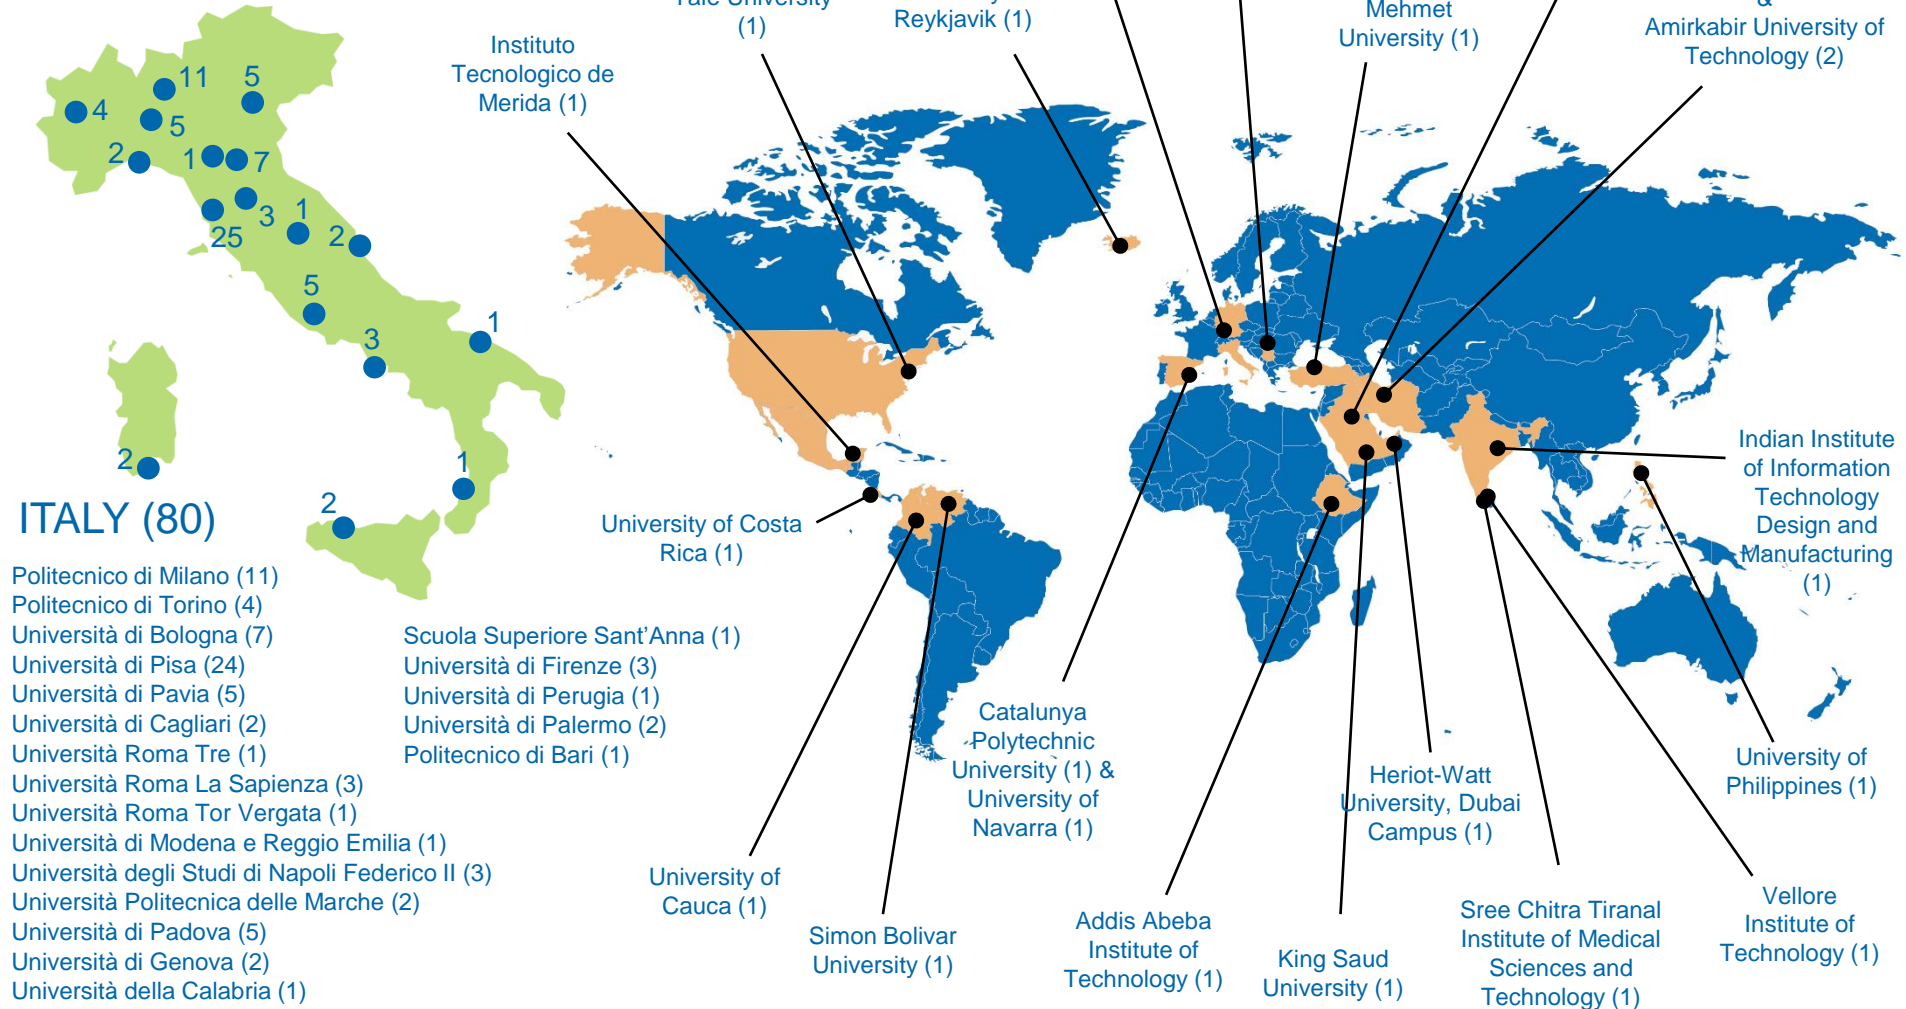 Yale University
(1)
Reykjavik (1)
Mehmet
University (1)
&
Amirkabir University of
Technology (2)
Instituto
Tecnologico de
Merida (1)
11
5
4
5
2
1
7
3
25
1
2
5
3
1
2
1
2
ITALY (80)
Politecnico di Milano (11)
Politecnico di Torino (4)
Università di Bologna (7)
Università di Pisa (24)
Università di Pavia (5)
Università di Cagliari (2)
Università Roma Tre (1)
Università Roma La Sapienza (3)
Università Roma Tor Vergata (1)
Università di Modena e Reggio Emilia (1)
Università degli Studi di Napoli Federico II (3)
Università Politecnica delle Marche (2)
Università di Padova (5)
Università di Genova (2)
Università della Calabria (1)
Scuola Superiore Sant'Anna (1)
Università di Firenze (3)
Università di Perugia (1)
Università di Palermo (2)
Politecnico di Bari (1)
University of Costa
Rica (1)
University of
Cauca (1)
Simon Bolivar
University (1)
Catalunya
Polytechnic
University (1) &
University of
Navarra (1)
Addis Abeba
Institute of
Technology (1)
King Saud
University (1)
Heriot-Watt
University, Dubai
Campus (1)
Sree Chitra Tiranal
Institute of Medical
Sciences and
Technology (1)
Vellore
Institute of
Technology (1)
University of
Philippines (1)
Indian Institute
of Information
Technology
Design and
Manufacturing
(1)